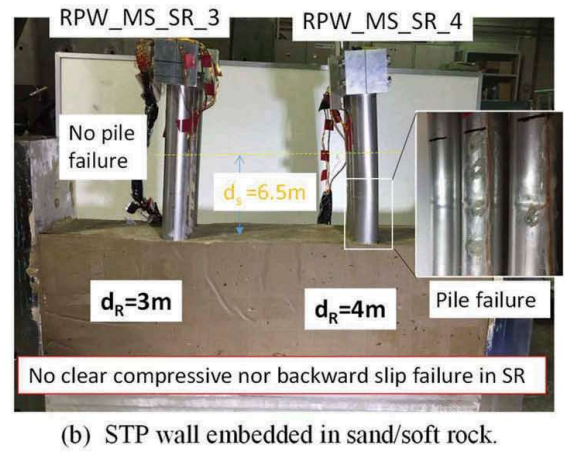 RPW_MS_SR_3
RPW_MS_SR_4
No pile
failure
dₛ =6.5m
dR=3m
dR=4m
Pile failure
No clear compressive nor backward slip failure in SR
(b) STP wall embedded in sand/soft rock.